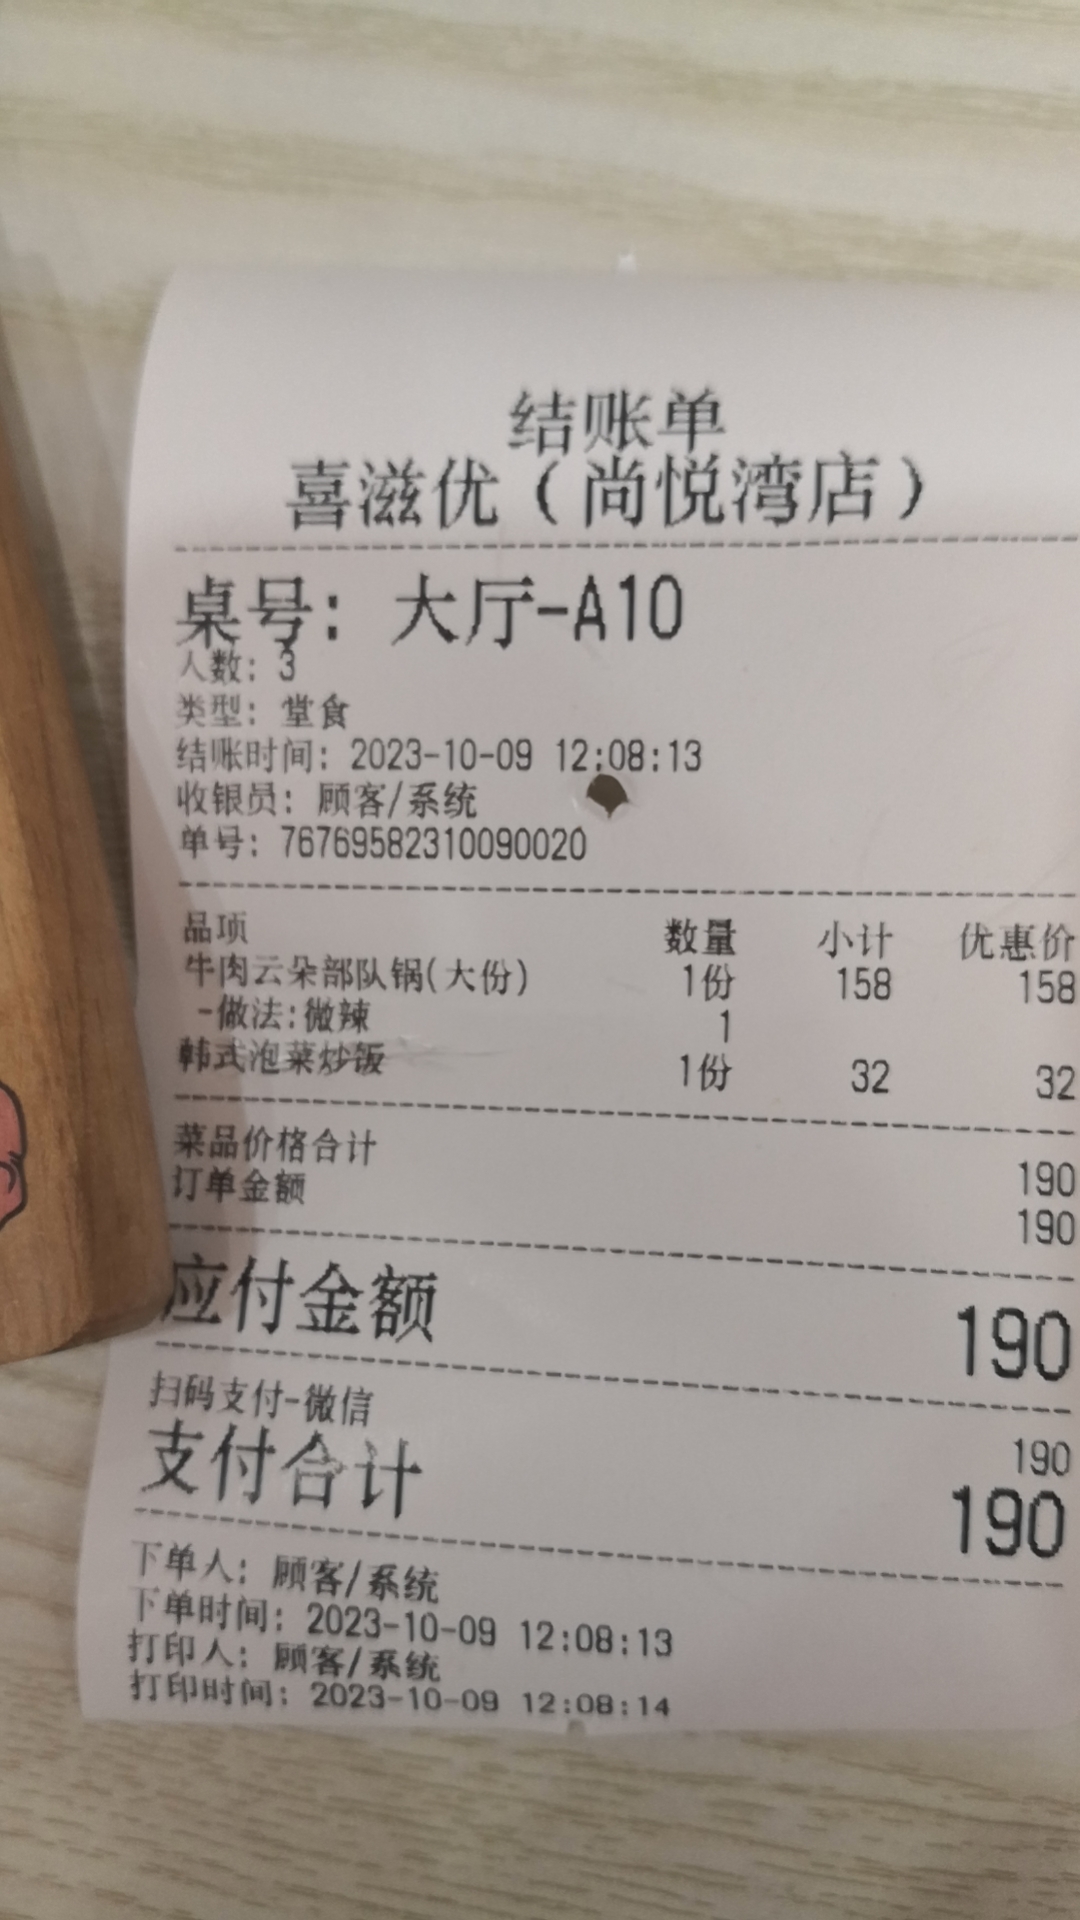 结账单
喜滋优（尚悦湾店）
桌号: 大厅-A10
人数: 3
类型: 堂食
结账时间: 2023-10-09 12:08:13
收银员: 顾客/系统
单号: 76769582310090020
品项 数量 小计 优惠价
牛肉云朵部队锅(大份) 1份 158 158
-做法:微辣 1
韩式泡菜炒饭 1份 32 32
菜品价格合计 190
订单金额 190
应付金额 190
扫码支付-微信 190
支付合计 190
下单人: 顾客/系统
下单时间: 2023-10-09 12:08:13
打印人: 顾客/系统
打印时间: 2023-10-09 12:08:14